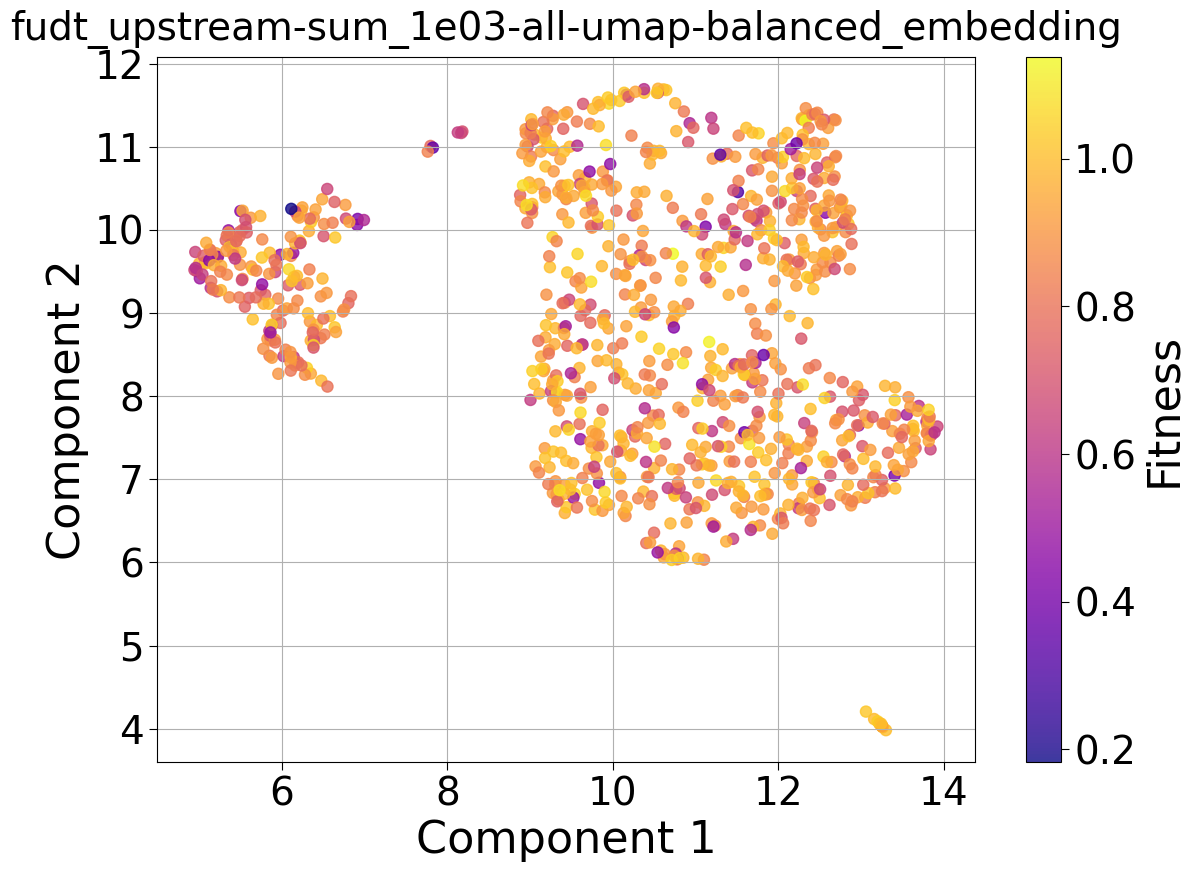 fudt_upstream-sum_1e03-all-umap-balanced_embedding
12
11
10
9
8
7
6
5
4
Component 2
6 8 10 12 14
Component 1
1.0
0.8
0.6
0.4
0.2
Fitness